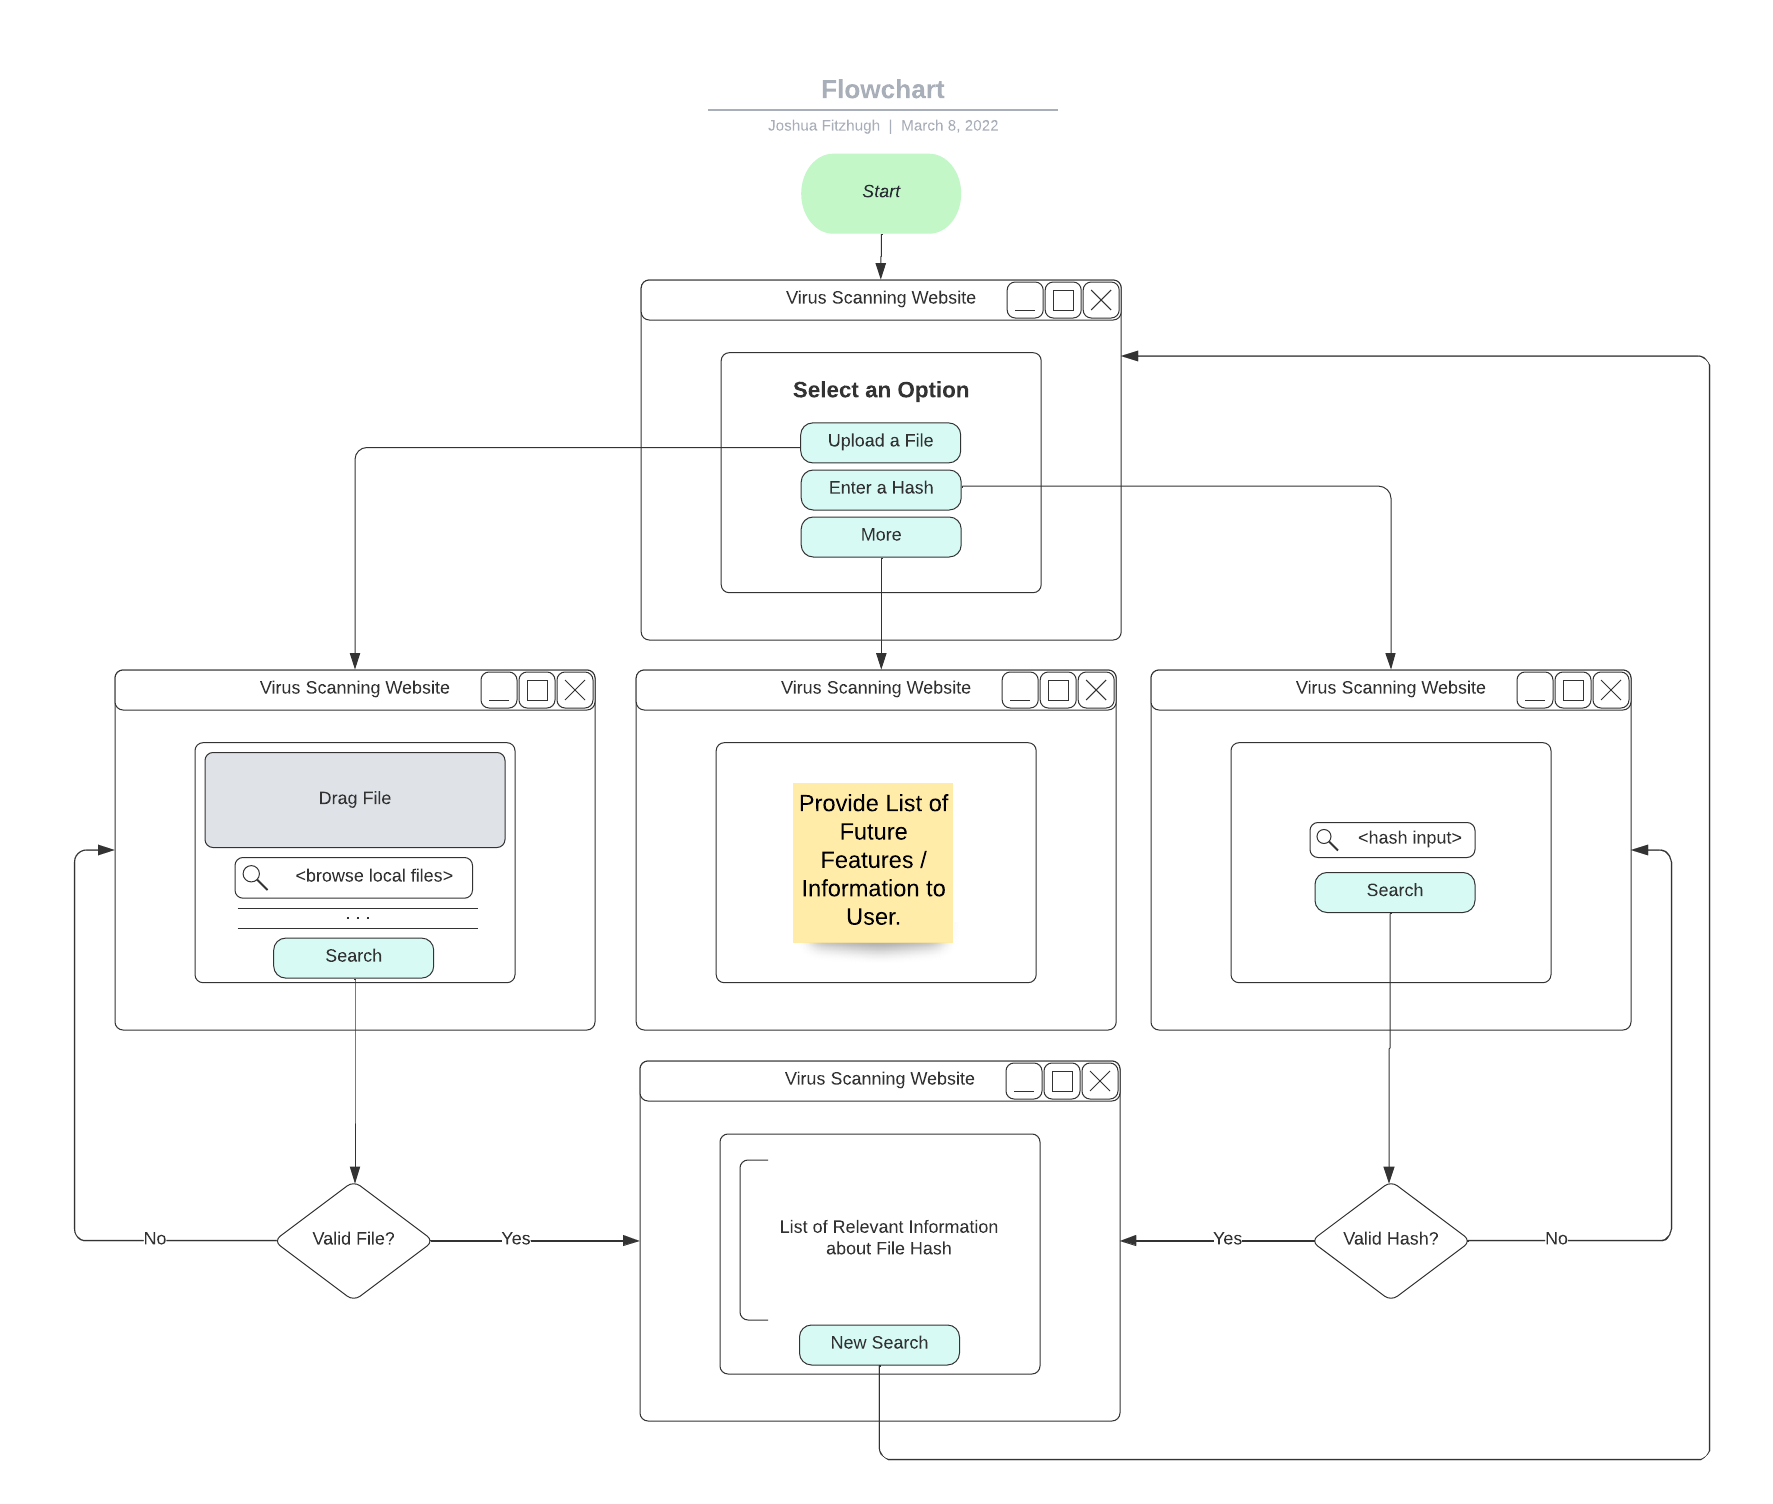 Flowchart
Joshua Fitzhugh | March 8, 2022
Start
Virus Scanning Website
Select an Option
Upload a File
Enter a Hash
More
Virus Scanning Website
Drag File
<browse local files>
. . .
Search
Virus Scanning Website
Provide List of
Future
Features /
Information to
User.
Virus Scanning Website
<hash input>
Search
No
Valid File?
Yes
Virus Scanning Website
List of Relevant Information
about File Hash
New Search
Yes
Valid Hash?
No